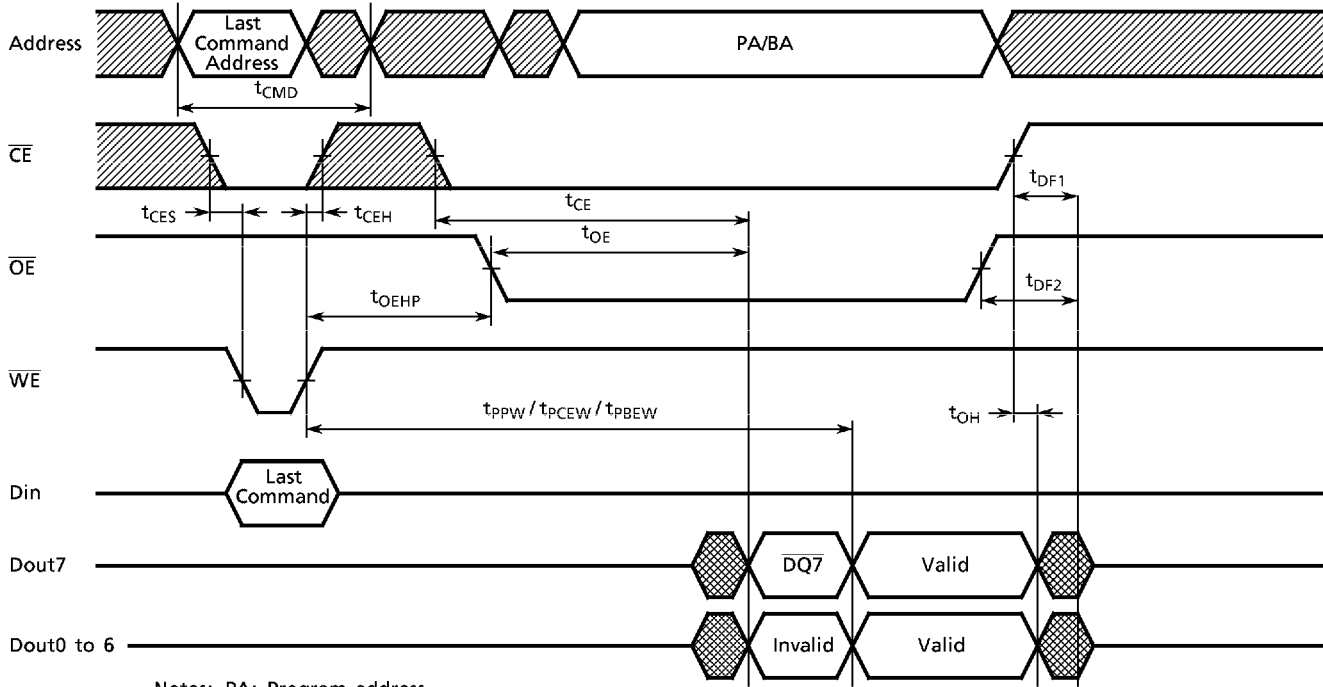 Address
Last
Command
Address
PA/BA
tCMD
CE
tCES
tCEH
tCE
tDF1
OE
tOE
tOEHP
tDF2
WE
tPPW / tPCEW / tPBEW
tOH
Din
Last
Command
Dout7
DQ7
Valid
Dout0 to 6
Invalid
Valid